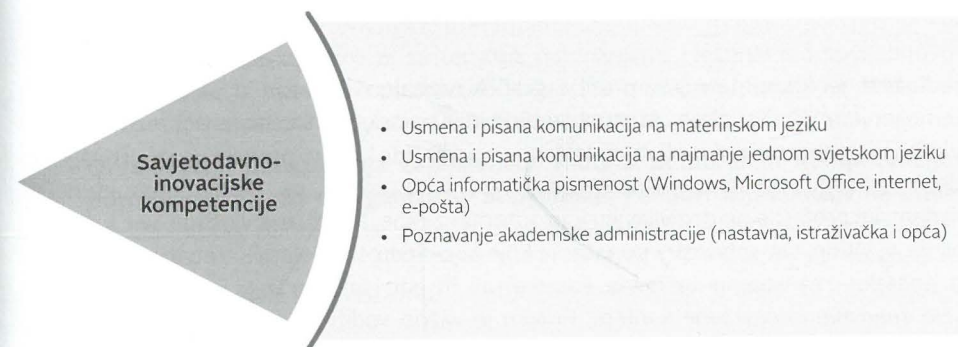 Savjetodavno-
inovacijske
kompetencije
• Usmena i pisana komunikacija na materinskom jeziku
• Usmena i pisana komunikacija na najmanje jednom svjetskom jeziku
• Opća informatička pismenost (Windows, Microsoft Office, internet,
e-pošta)
• Poznavanje akademske administracije (nastavna, istraživačka i opća)